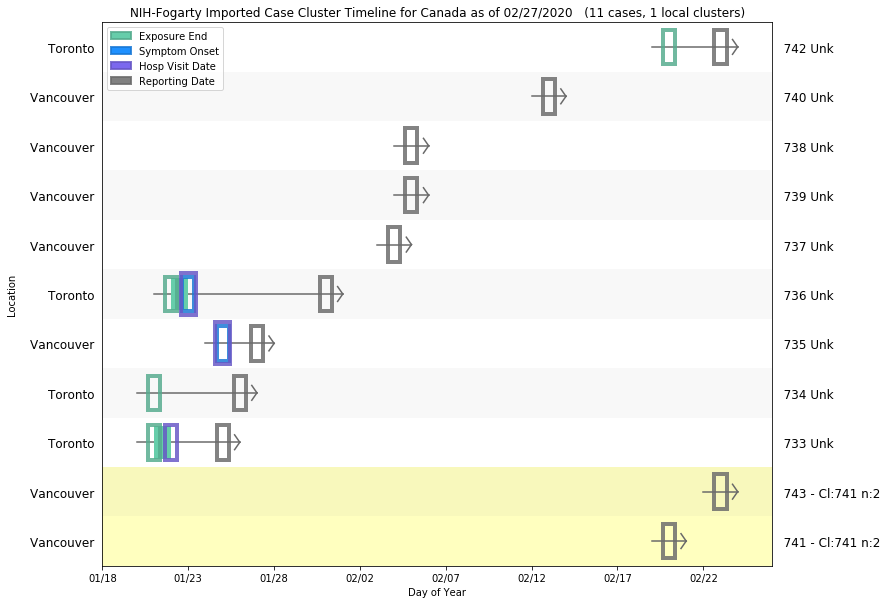 NIH-Fogarty Imported Case Cluster Timeline for Canada as of 02/27/2020 (11 cases, 1 local clusters)
Exposure End
Symptom Onset
Hosp Visit Date
Reporting Date
Toronto 742 Unk
Vancouver 740 Unk
Vancouver 738 Unk
Vancouver 739 Unk
Vancouver 737 Unk
Toronto 736 Unk
Vancouver 735 Unk
Toronto 734 Unk
Toronto 733 Unk
Vancouver 743 - Cl:741 n:2
Vancouver 741 - Cl:741 n:2
Location
01/18 01/23 01/28 02/02 02/07 02/12 02/17 02/22
Day of Year